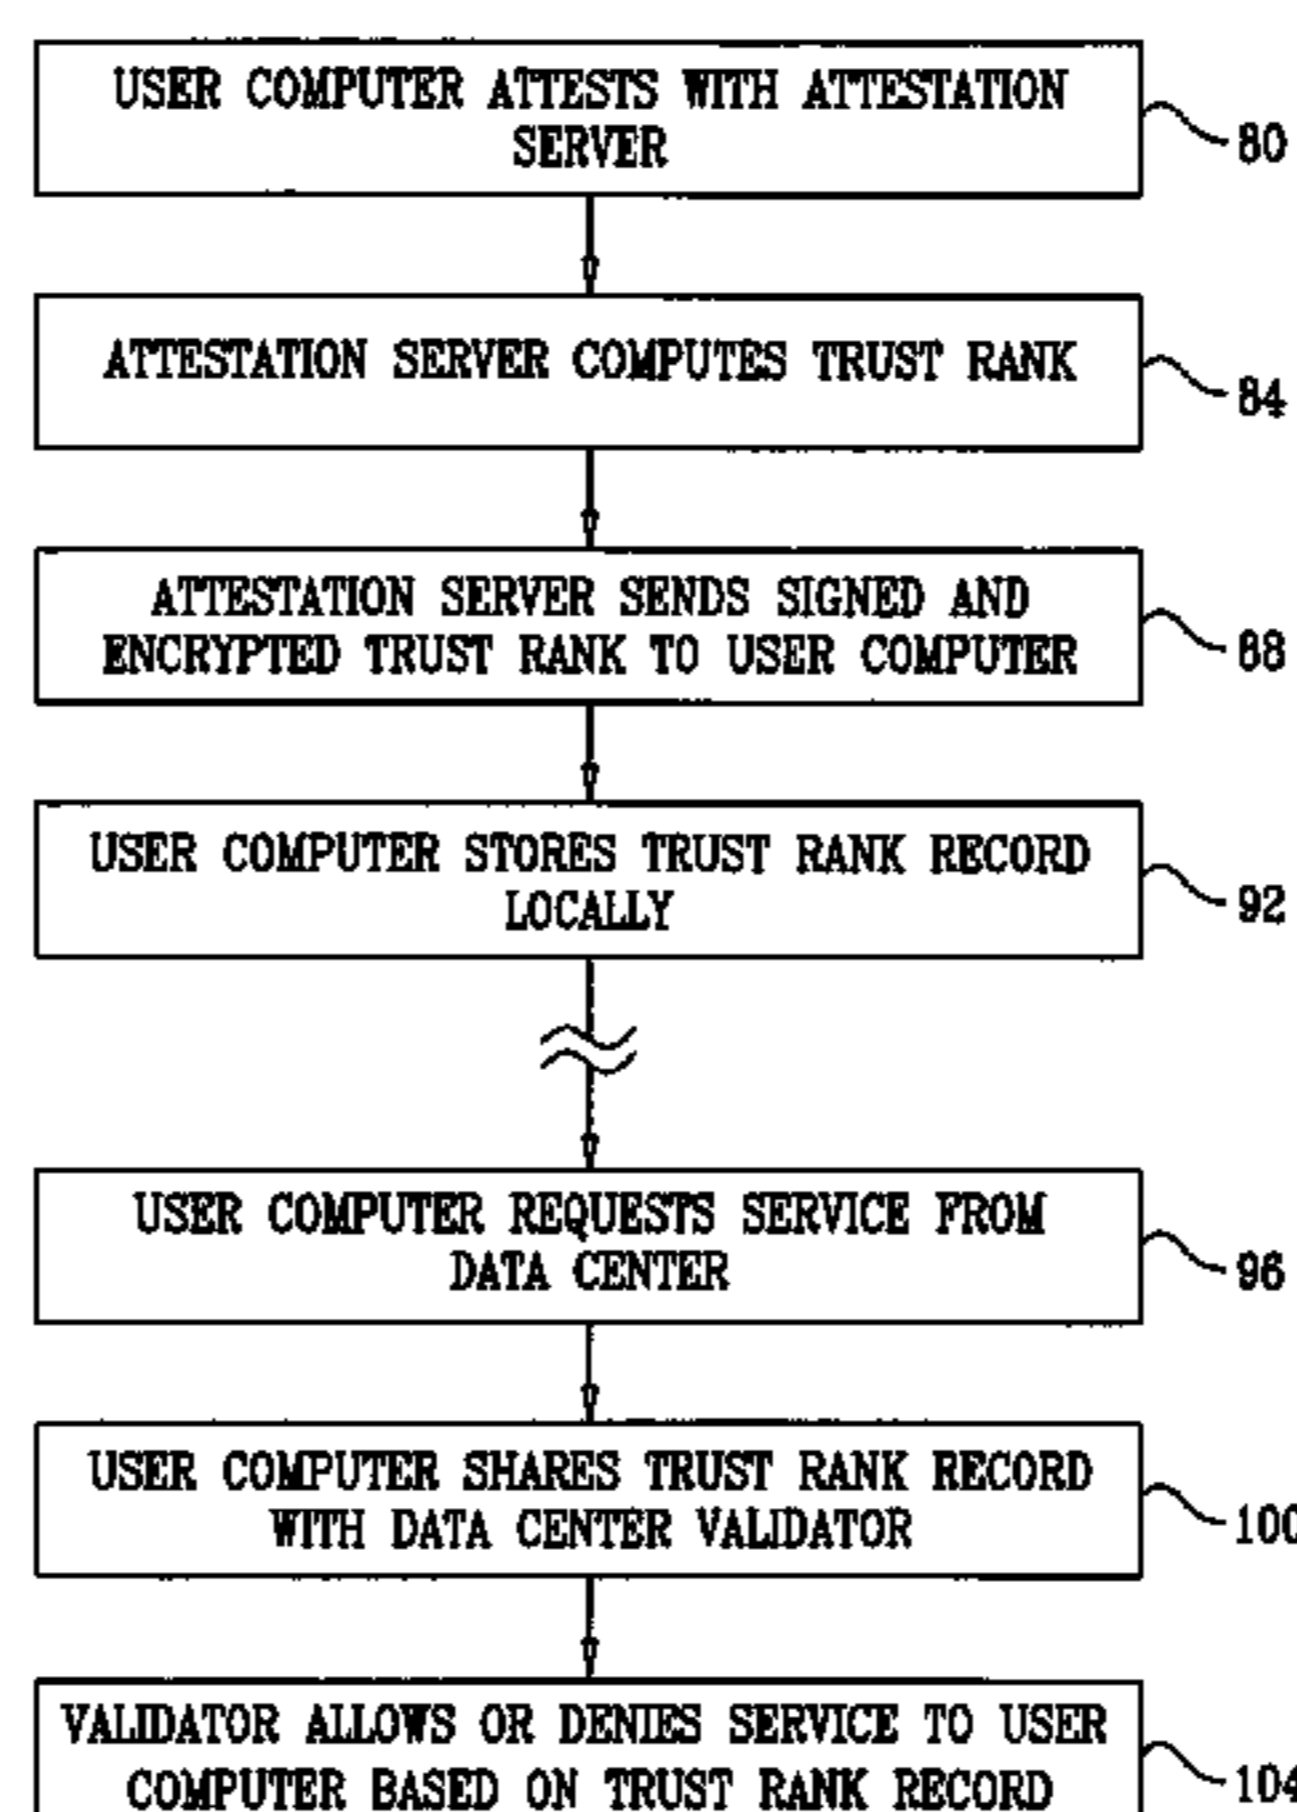 USER COMPUTER ATTESTS WITH ATTESTATION
SERVER
80
ATTESTATION SERVER COMPUTES TRUST RANK
84
ATTESTATION SERVER SENDS SIGNED AND
ENCRYPTED TRUST RANK TO USER COMPUTER
88
USER COMPUTER STORES TRUST RANK RECORD
LOCALLY
92
USER COMPUTER REQUESTS SERVICE FROM
DATA CENTER
96
USER COMPUTER SHARES TRUST RANK RECORD
WITH DATA CENTER VALIDATOR
100
VALIDATOR ALLOWS OR DENIES SERVICE TO USER
COMPUTER BASED ON TRUST RANK RECORD
104